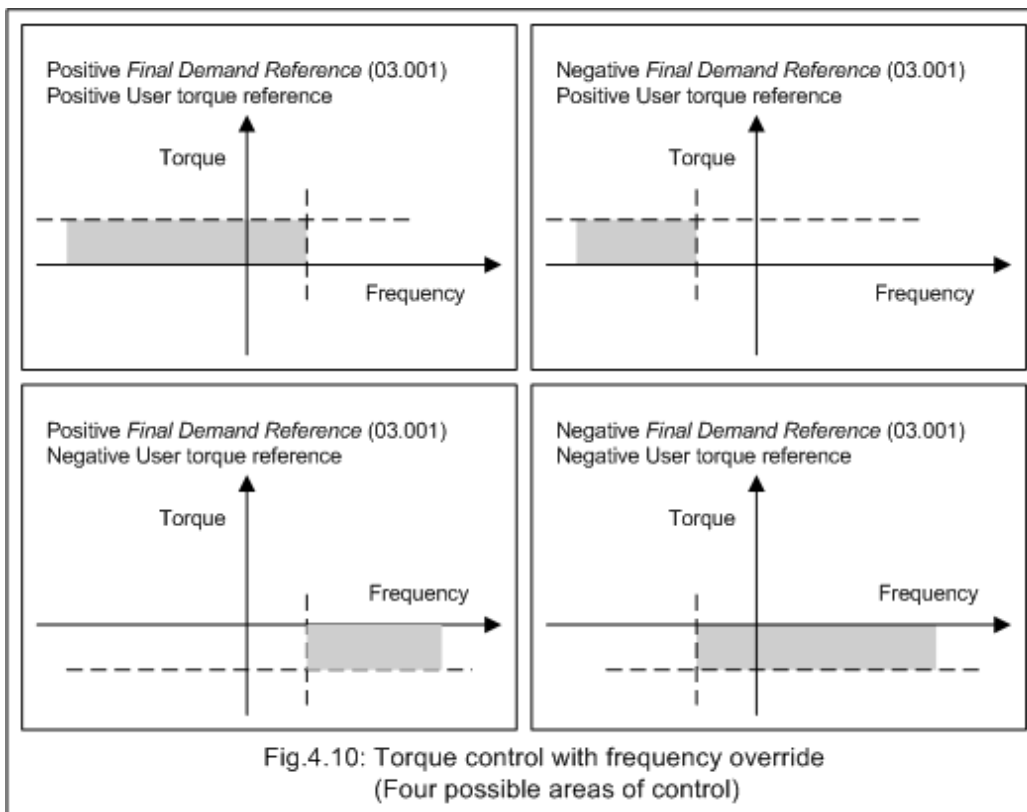 Positive Final Demand Reference (03.001)
Positive User torque reference
Torque
Frequency
Negative Final Demand Reference (03.001)
Positive User torque reference
Torque
Frequency
Positive Final Demand Reference (03.001)
Negative User torque reference
Torque
Frequency
Negative Final Demand Reference (03.001)
Negative User torque reference
Torque
Frequency
Fig.4.10: Torque control with frequency override
(Four possible areas of control)